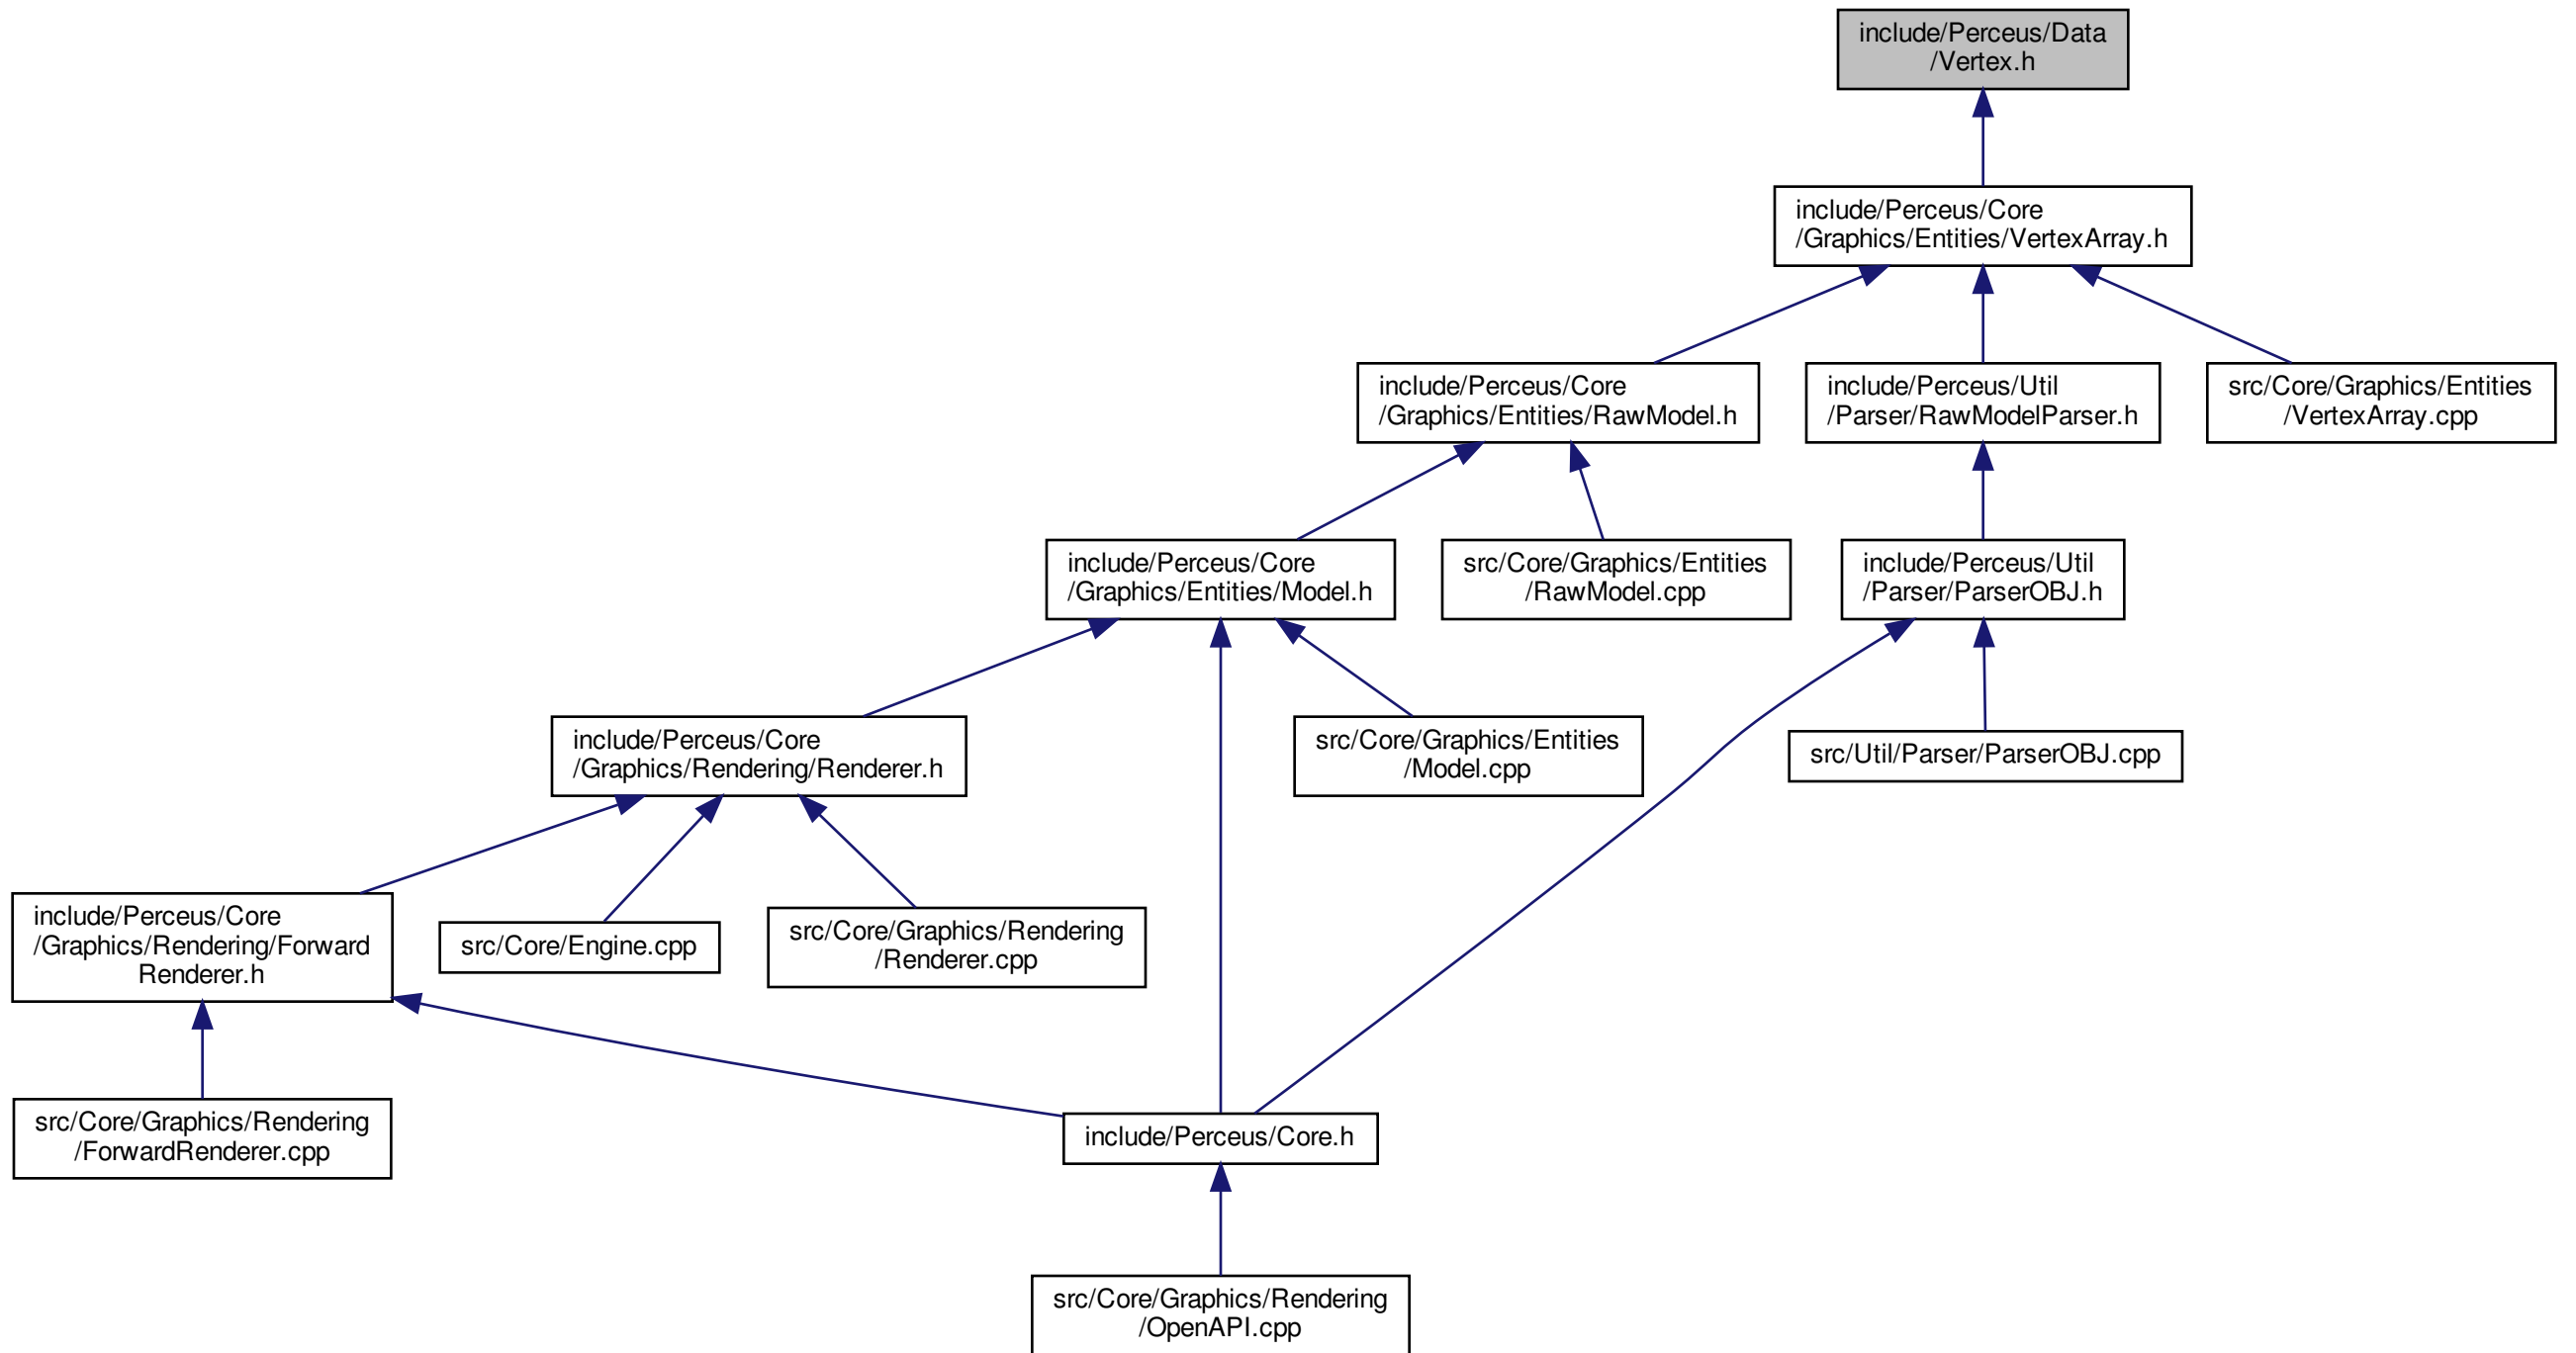 include/Perceus/Data
/Vertex.h
include/Perceus/Core
/Graphics/Entities/VertexArray.h
include/Perceus/Core
/Graphics/Entities/RawModel.h
include/Perceus/Util
/Parser/RawModelParser.h
src/Core/Graphics/Entities
/VertexArray.cpp
include/Perceus/Core
/Graphics/Entities/Model.h
src/Core/Graphics/Entities
/RawModel.cpp
include/Perceus/Util
/Parser/ParserOBJ.h
include/Perceus/Core
/Graphics/Rendering/Renderer.h
src/Core/Graphics/Entities
/Model.cpp
src/Util/Parser/ParserOBJ.cpp
include/Perceus/Core
/Graphics/Rendering/Forward
Renderer.h
src/Core/Engine.cpp
src/Core/Graphics/Rendering
/Renderer.cpp
src/Core/Graphics/Rendering
/ForwardRenderer.cpp
include/Perceus/Core.h
src/Core/Graphics/Rendering
/OpenAPI.cpp